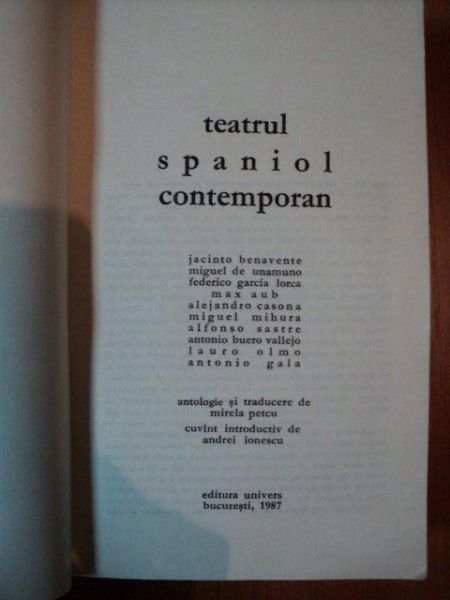 teatrul
spaniol
contemporan
jacinto benavente
miguel de unamuno
federico garcía lorca
max aub
alejandro casona
miguel mihura
alfonso sastre
antonio buero vallejo
lauro olmo
antonio gala
antologie și traducere de
mirela petcu
cuvînt introductiv de
andrei ionescu
editura univers
bucurești, 1987